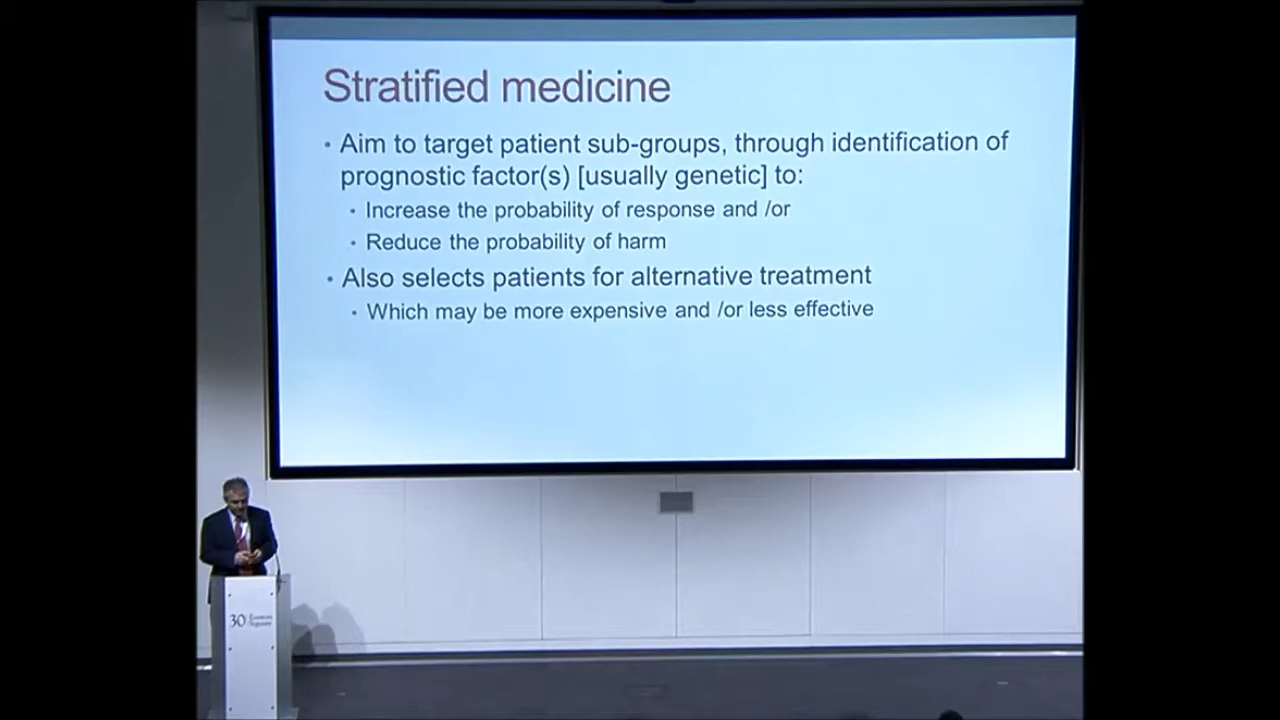 Stratified medicine
• Aim to target patient sub-groups, through identification of
prognostic factor(s) [usually genetic] to:
• Increase the probability of response and /or
• Reduce the probability of harm
• Also selects patients for alternative treatment
• Which may be more expensive and /or less effective
30